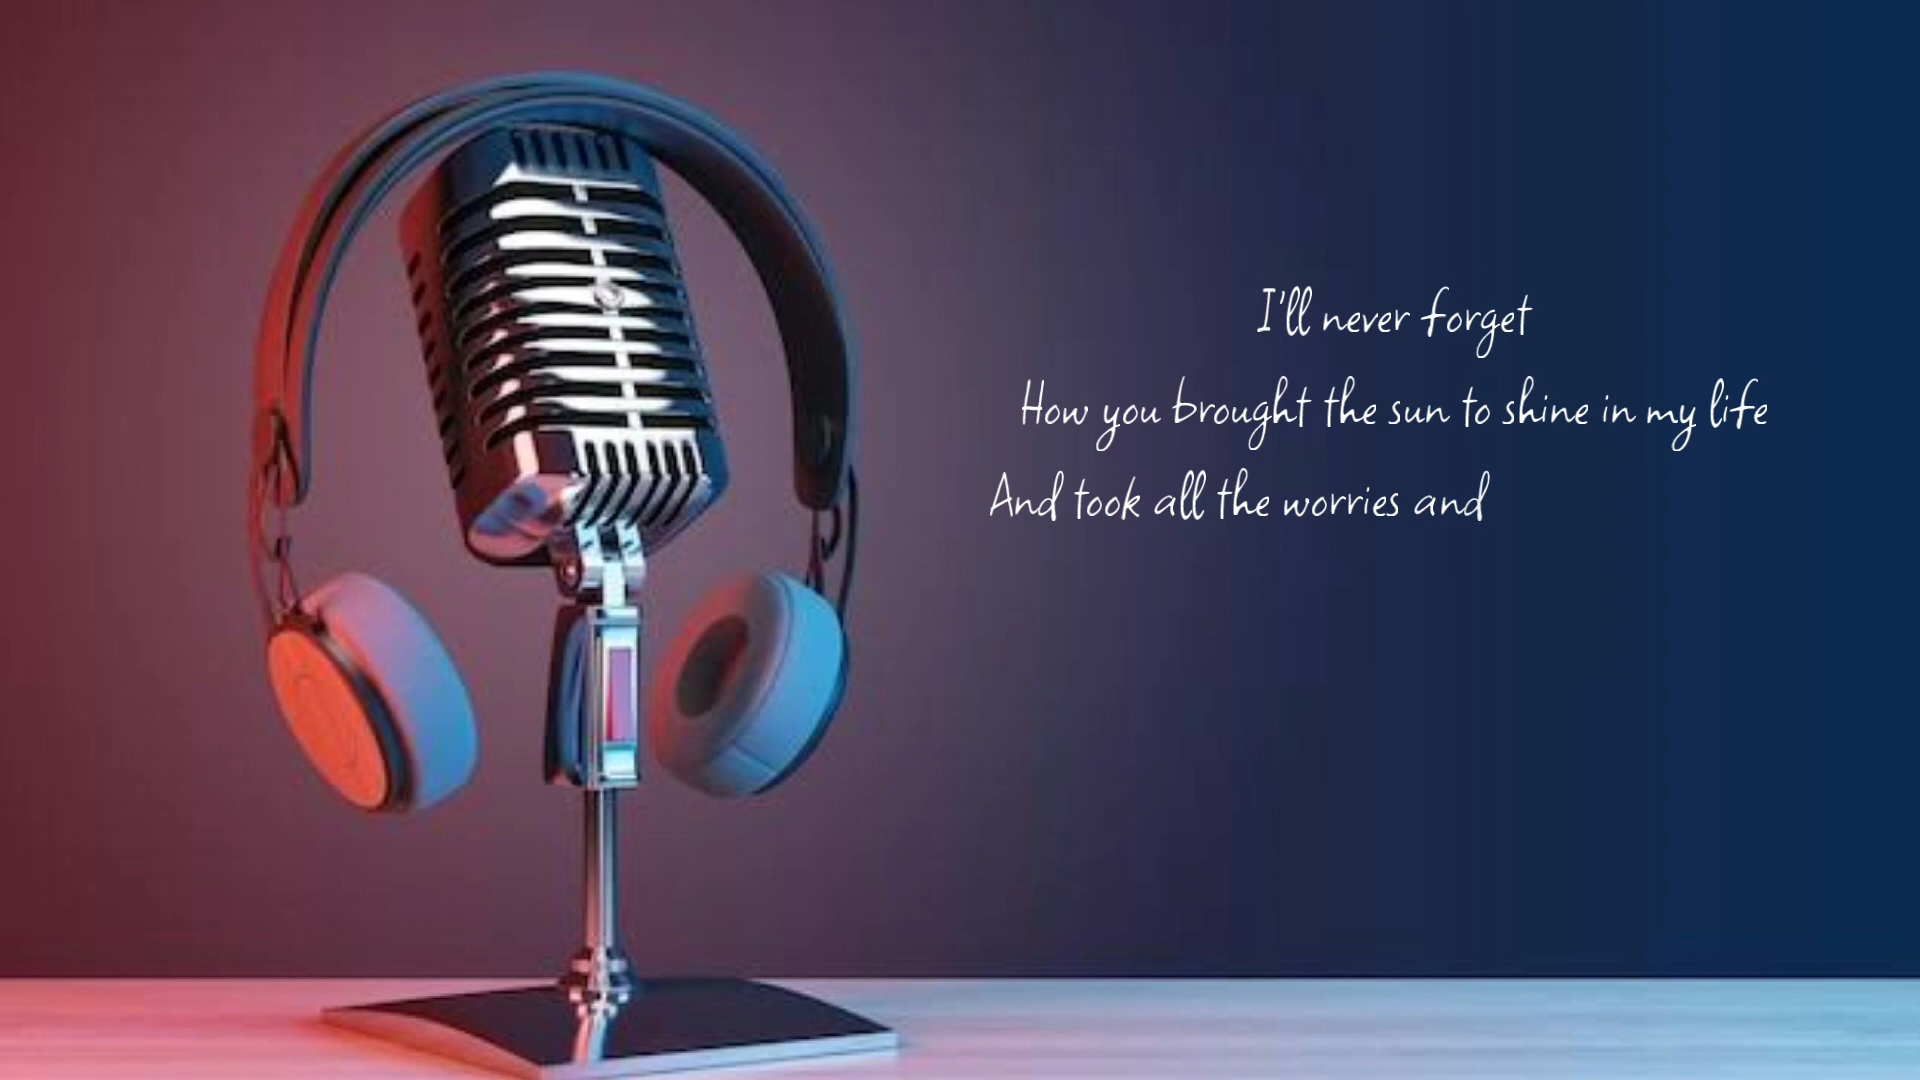 I'll never forget
How you brought the sun to shine in my life
And took all the worries and